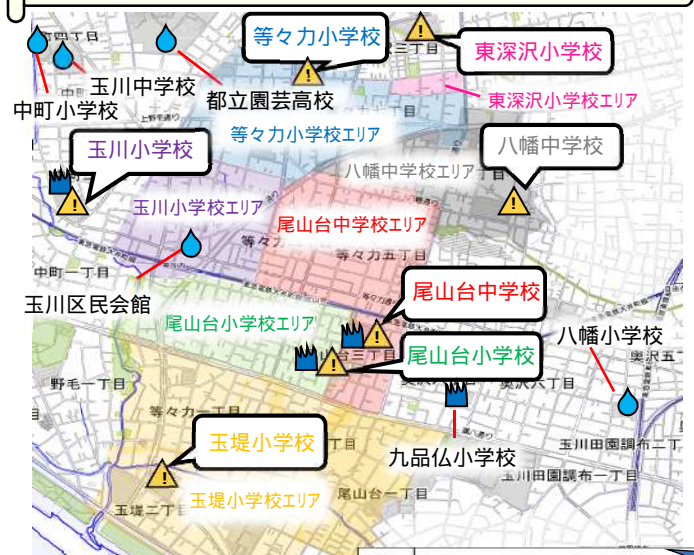 等々力小学校
東深沢小学校
三丁目
中町小学校
玉川中学校
都立園芸高校
東深沢小学校エリア
上野毛通り
等々力小学校エリア
玉川小学校
八幡中学校
八幡中学校エリア
玉川小学校エリア
尾山台中学校エリア
等々力五丁目
中町一丁目
玉川区民会館
尾山台小学校エリア
尾山台中学校
八幡小学校
尾山台小学校
野毛一丁目
奥沢六丁目
等々力一丁目
玉堤小学校
九品仏小学校
玉川田園調布二丁
玉川田園調布一丁目
尾山台一丁目
玉堤小学校エリア
玉堤二丁目